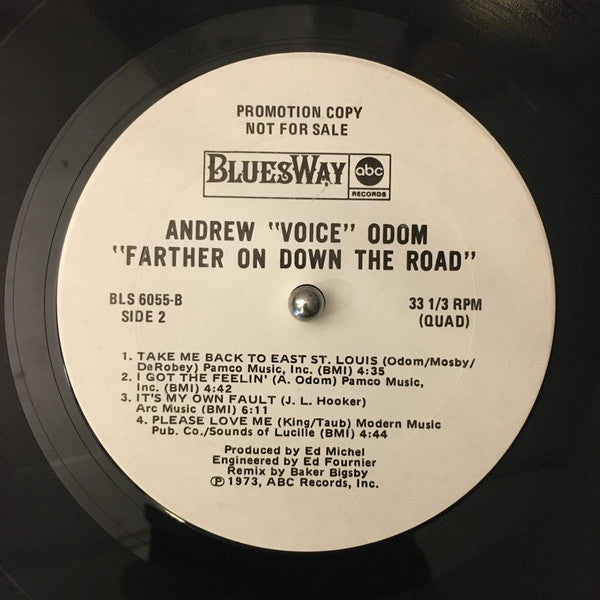 PROMOTION COPY
NOT FOR SALE
BLUESWAY abc RECORDS
ANDREW "VOICE" ODOM
"FARTHER ON DOWN THE ROAD"
BLS 6055-B 33 1/3 RPM
SIDE 2 (QUAD)
1. TAKE ME BACK TO EAST ST. LOUIS (Odom/Mosby/
DeRobey) Pamco Music, Inc. (BMI) 4:35
2. I GOT THE FEELIN' (A. Odom) Pamco Music,
Inc. (BMI) 4:42
3. IT'S MY OWN FAULT (J. L. Hooker)
Arc Music (BMI) 6:11
4. PLEASE LOVE ME (King/Taub) Modern Music
Pub. Co./Sounds of Lucille (BMI) 4:44
Produced by Ed Michel
Engineered by Ed Fournier
Remix by Baker Bigsby
℗ 1973, ABC Records, Inc.